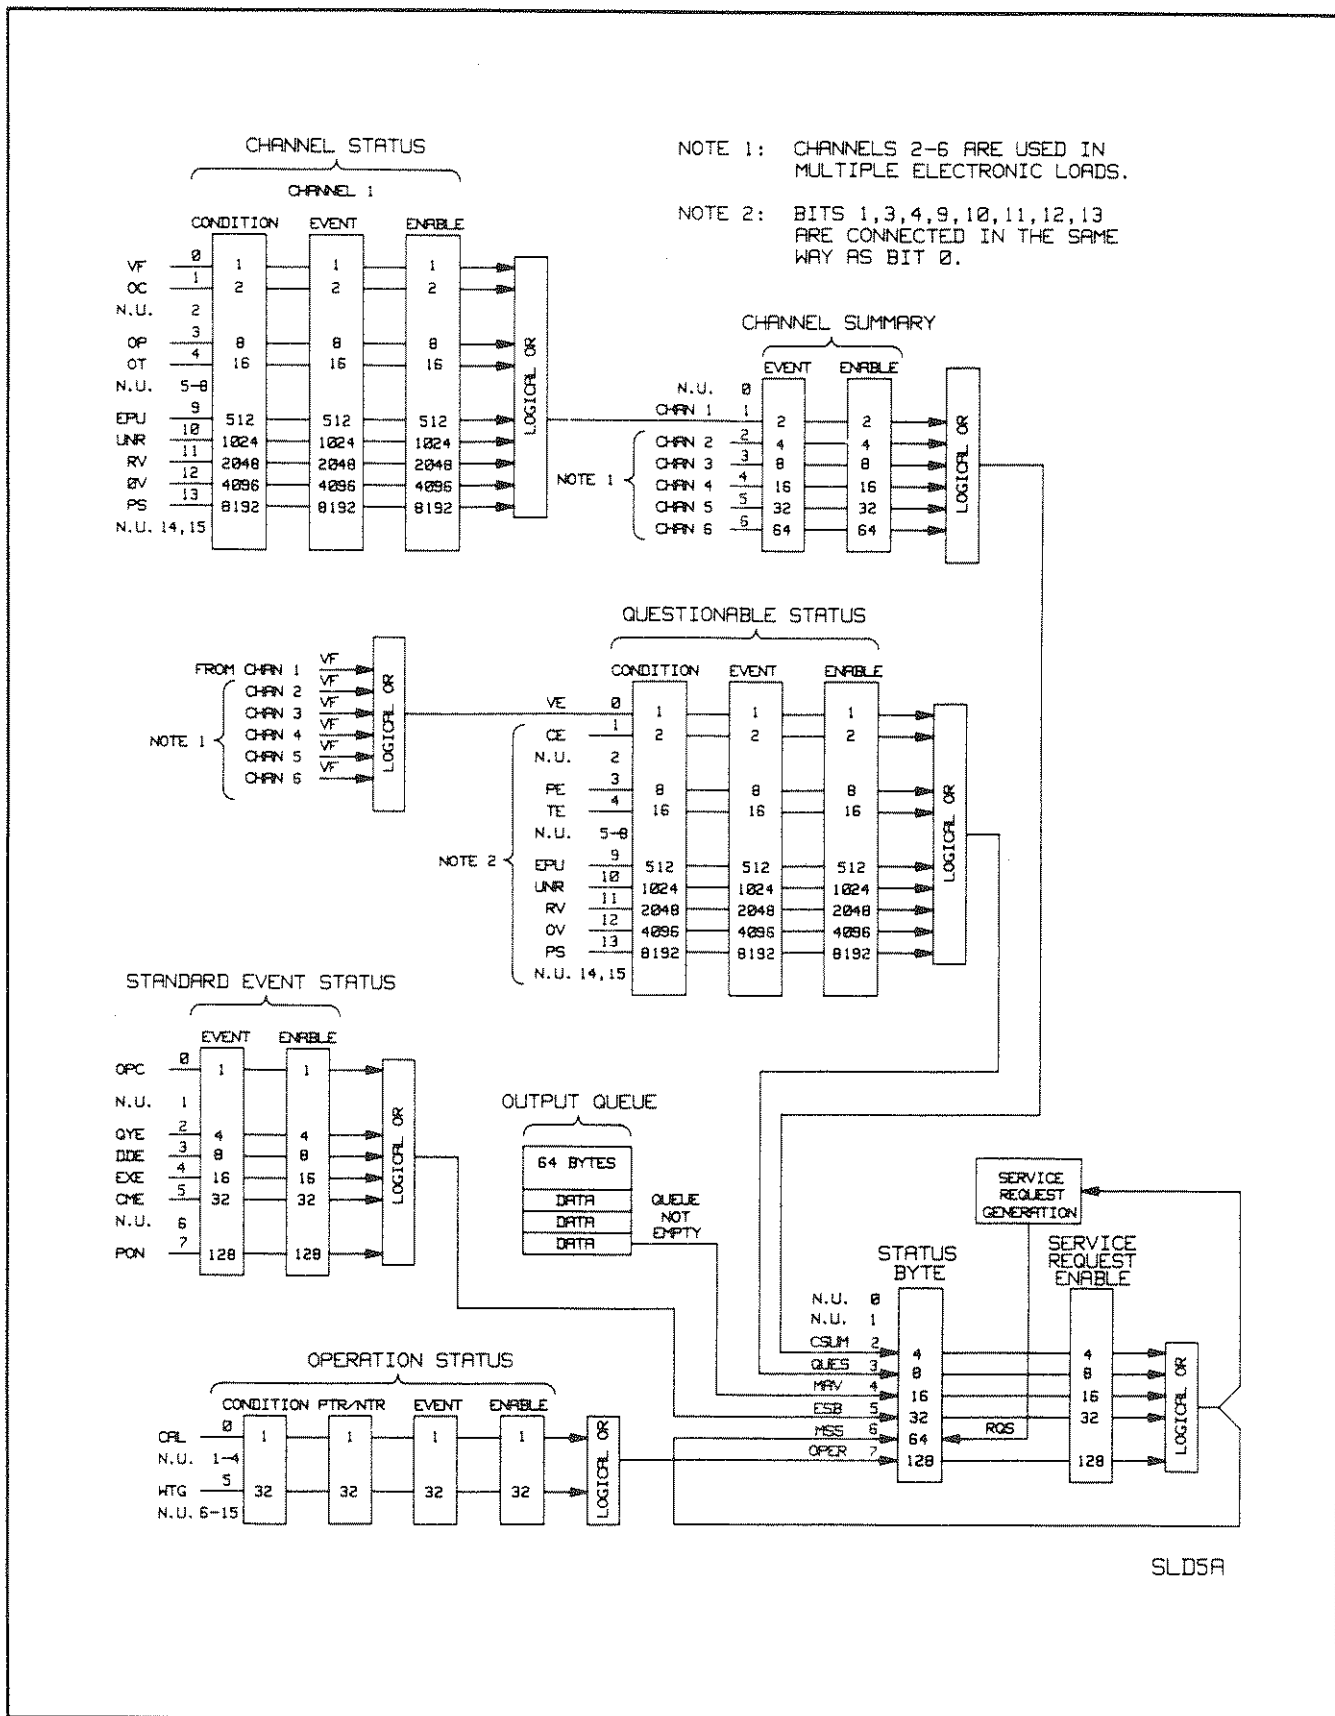 CHANNEL STATUS
CHANNEL 1
CONDITION EVENT ENABLE
VF 0 1 1 1
OC 1 2 2 2
N.U. 2
OP 3 8 8 8
OT 4 16 16 16
N.U. 5-8
EPU 9 512 512 512
UNR 10 1024 1024 1024
RV 11 2048 2048 2048
0V 12 4096 4096 4096
PS 13 8192 8192 8192
N.U. 14,15
LOGICAL OR
NOTE 1: CHANNELS 2-6 ARE USED IN
MULTIPLE ELECTRONIC LOADS.
NOTE 2: BITS 1,3,4,9,10,11,12,13
ARE CONNECTED IN THE SAME
WAY AS BIT 0.
CHANNEL SUMMARY
EVENT ENABLE
N.U. 0
CHAN 1 1 2 2
CHAN 2 2 4 4
CHAN 3 3 8 8
NOTE 1
CHAN 4 4 16 16
CHAN 5 5 32 32
CHAN 6 6 64 64
LOGICAL OR
FROM CHAN 1 VF
CHAN 2 VF
CHAN 3 VF
NOTE 1
CHAN 4 VF
CHAN 5 VF
CHAN 6 VF
LOGICAL OR
QUESTIONABLE STATUS
CONDITION EVENT ENABLE
VE 0 1 1 1
CE 1 2 2 2
N.U. 2
PE 3 8 8 8
TE 4 16 16 16
N.U. 5-8
NOTE 2
EPU 9 512 512 512
UNR 10 1024 1024 1024
RV 11 2048 2048 2048
OV 12 4096 4096 4096
PS 13 8192 8192 8192
N.U. 14,15
LOGICAL OR
STANDARD EVENT STATUS
EVENT ENABLE
OPC 0 1 1
N.U. 1
QYE 2 4 4
DDE 3 8 8
EXE 4 16 16
CME 5 32 32
N.U. 6
PON 7 128 128
LOGICAL OR
OUTPUT QUEUE
64 BYTES
DATA
DATA
DATA
QUEUE
NOT
EMPTY
SERVICE
REQUEST
GENERATION
STATUS
BYTE
SERVICE
REQUEST
ENABLE
N.U. 0
N.U. 1
CSUM 2 4 4
QUES 3 8 8
MAV 4 16 16
ESB 5 32 32
MSS 6 64 RQS
OPER 7 128 128
LOGICAL OR
OPERATION STATUS
CONDITION PTR/NTR EVENT ENABLE
CAL 0 1 1 1 1
N.U. 1-4
WTG 5 32 32 32 32
N.U. 6-15
LOGICAL OR
SLD5A